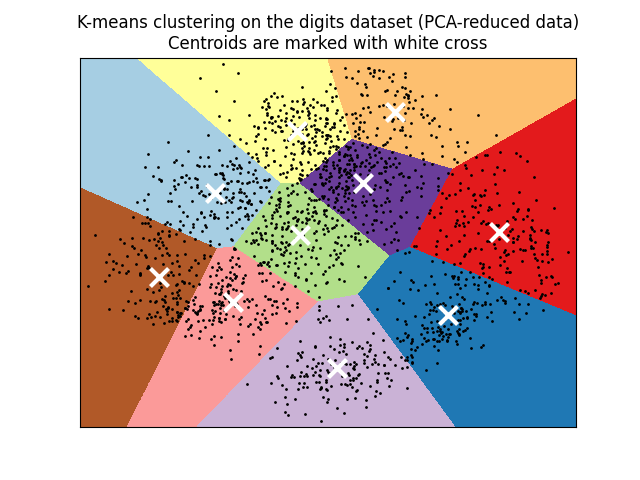 K-means clustering on the digits dataset (PCA-reduced data)
Centroids are marked with white cross